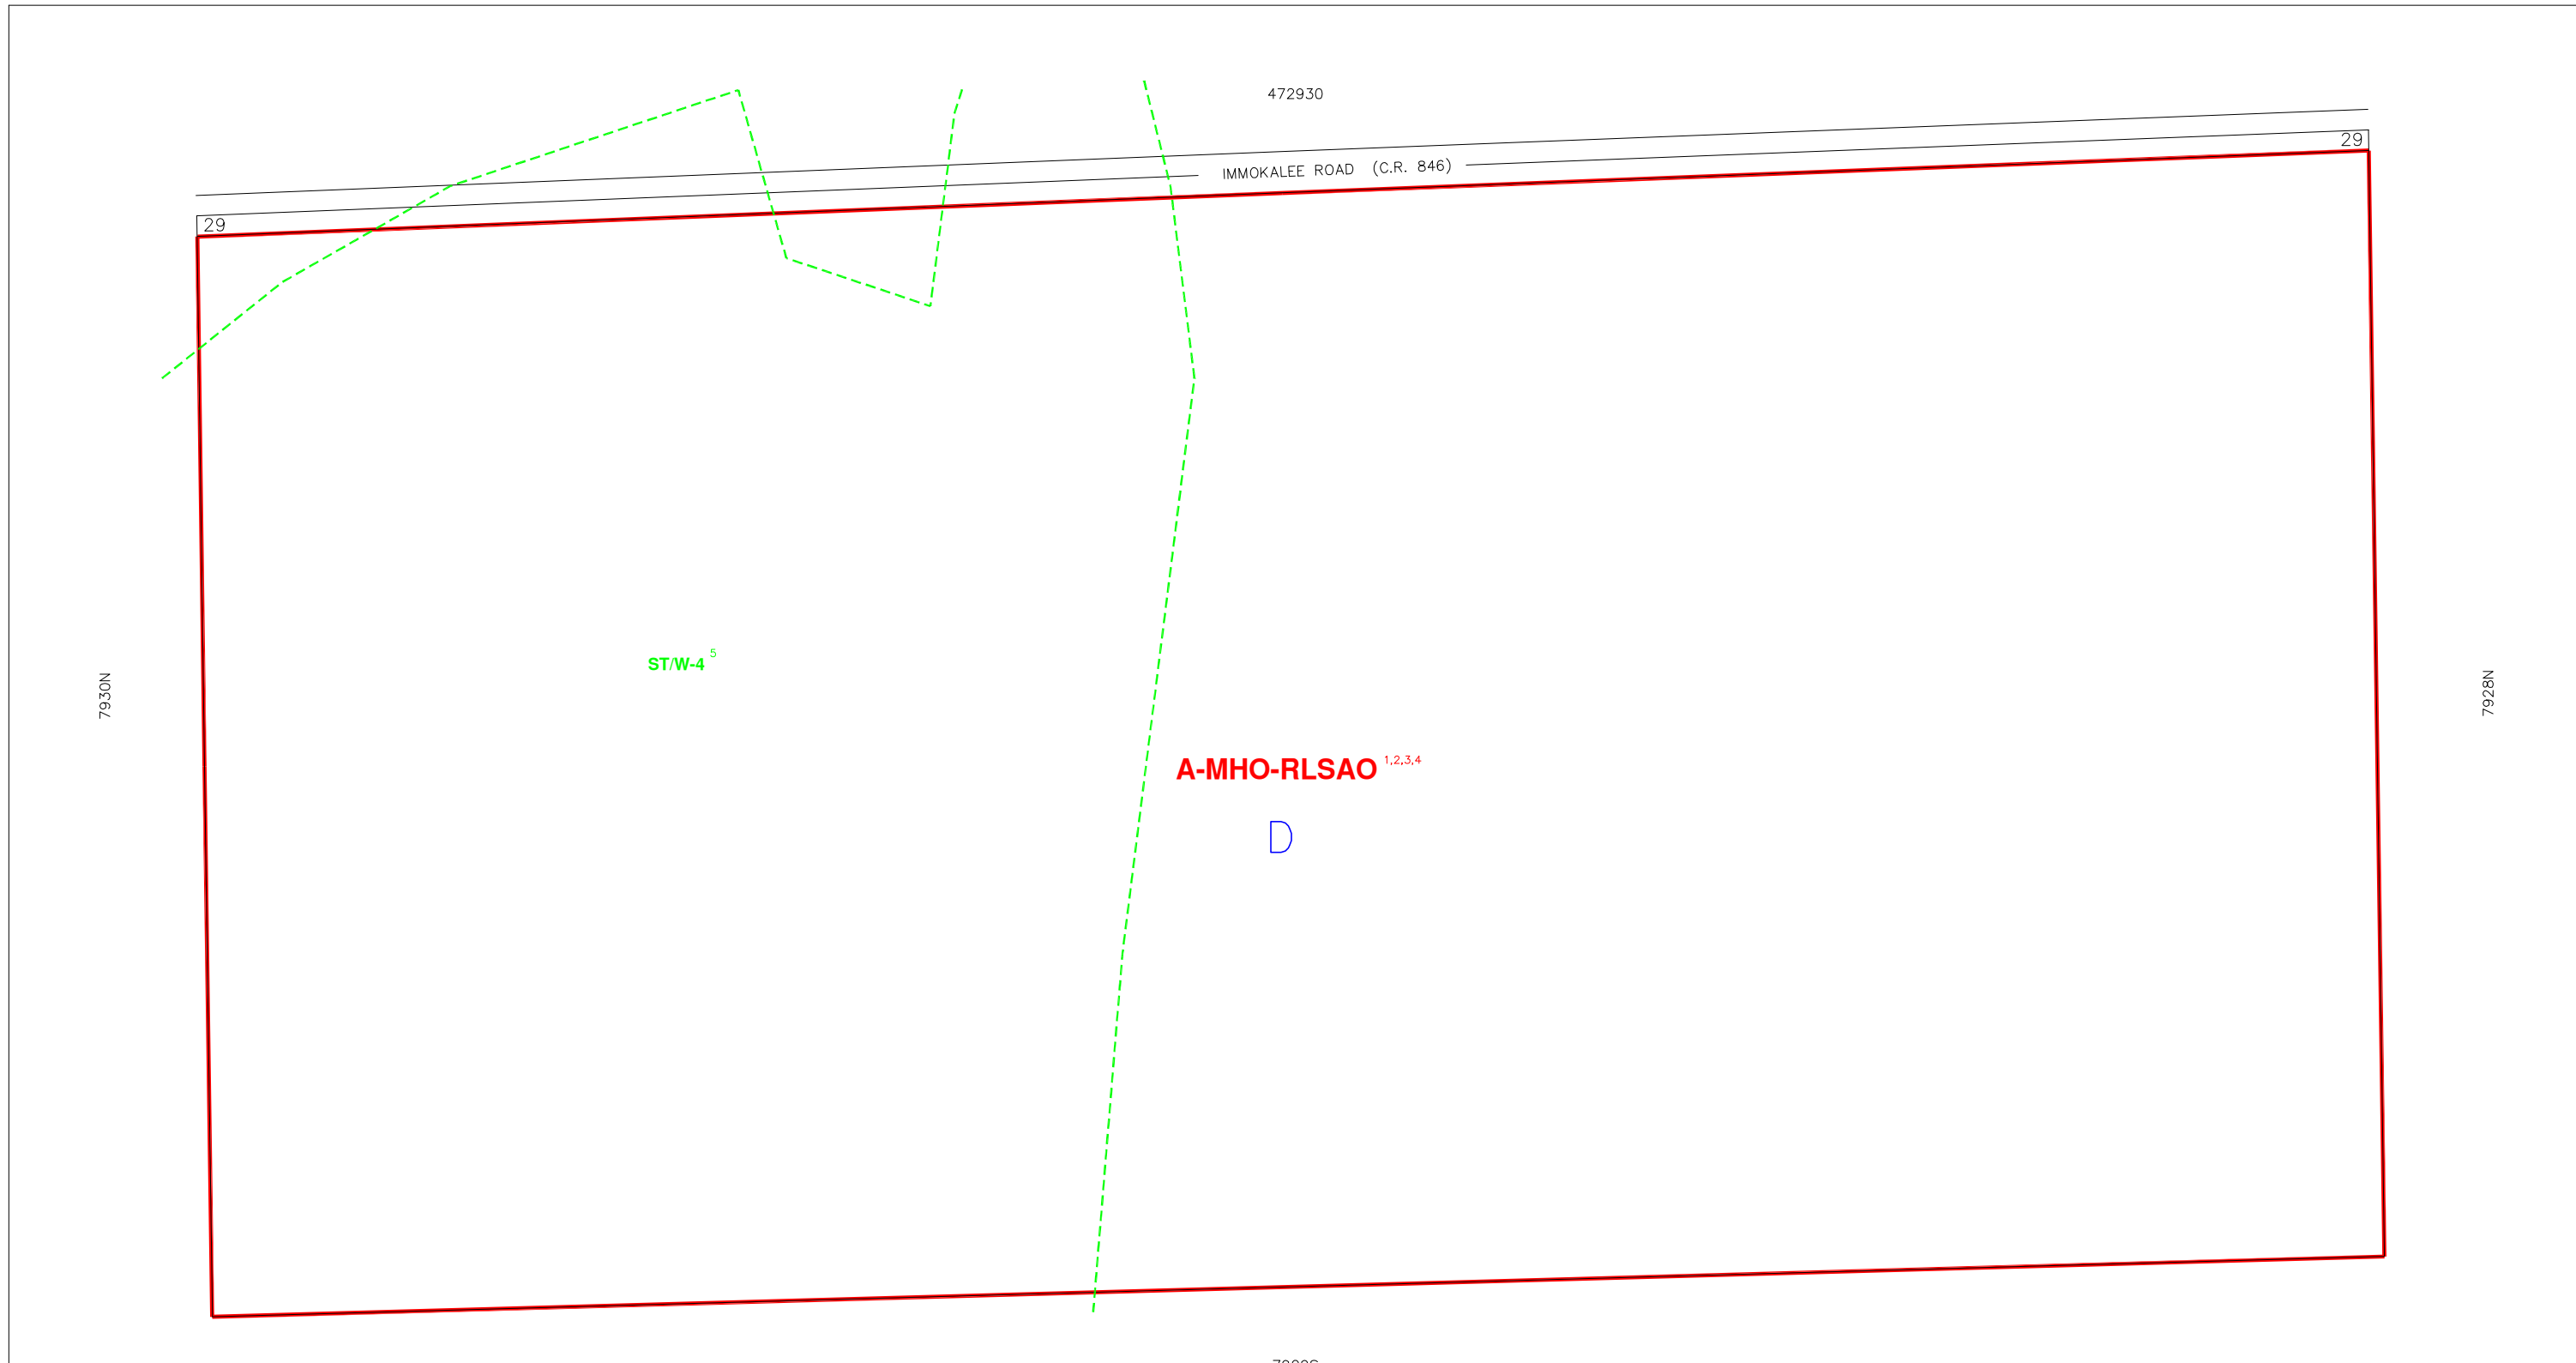 472930
IMMOKALEE ROAD (C.R. 846)
29
29
ST/W-4 5
7930N
7928N
A-MHO-RLSAO 1,2,3,4
D